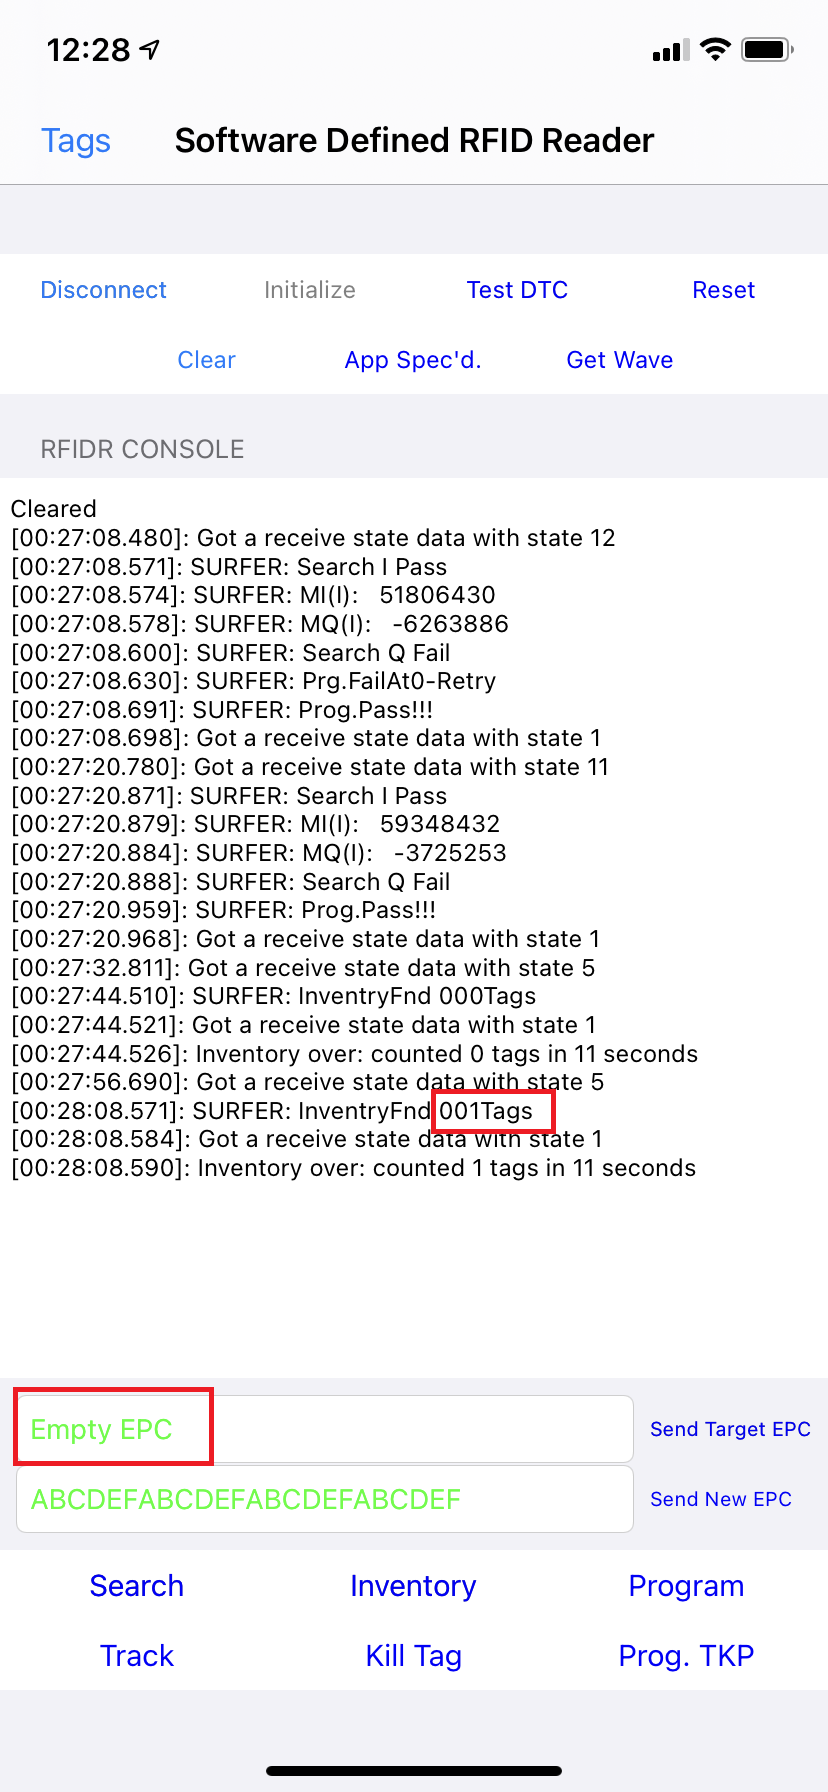 12:28
Tags Software Defined RFID Reader
Disconnect Initialize Test DTC Reset
Clear App Spec'd. Get Wave
RFIDR CONSOLE
Cleared
[00:27:08.480]: Got a receive state data with state 12
[00:27:08.571]: SURFER: Search I Pass
[00:27:08.574]: SURFER: MI(I): 51806430
[00:27:08.578]: SURFER: MQ(I): -6263886
[00:27:08.600]: SURFER: Search Q Fail
[00:27:08.630]: SURFER: Prg.FailAt0-Retry
[00:27:08.691]: SURFER: Prog.Pass!!!
[00:27:08.698]: Got a receive state data with state 1
[00:27:20.780]: Got a receive state data with state 11
[00:27:20.871]: SURFER: Search I Pass
[00:27:20.879]: SURFER: MI(I): 59348432
[00:27:20.884]: SURFER: MQ(I): -3725253
[00:27:20.888]: SURFER: Search Q Fail
[00:27:20.959]: SURFER: Prog.Pass!!!
[00:27:20.968]: Got a receive state data with state 1
[00:27:32.811]: Got a receive state data with state 5
[00:27:44.510]: SURFER: InventryFnd 000Tags
[00:27:44.521]: Got a receive state data with state 1
[00:27:44.526]: Inventory over: counted 0 tags in 11 seconds
[00:27:56.690]: Got a receive state data with state 5
[00:28:08.571]: SURFER: InventryFnd 001Tags
[00:28:08.584]: Got a receive state data with state 1
[00:28:08.590]: Inventory over: counted 1 tags in 11 seconds
Empty EPC Send Target EPC
ABCDEFABCDEFABCDEFABCDEF Send New EPC
Search Inventory Program
Track Kill Tag Prog. TKP